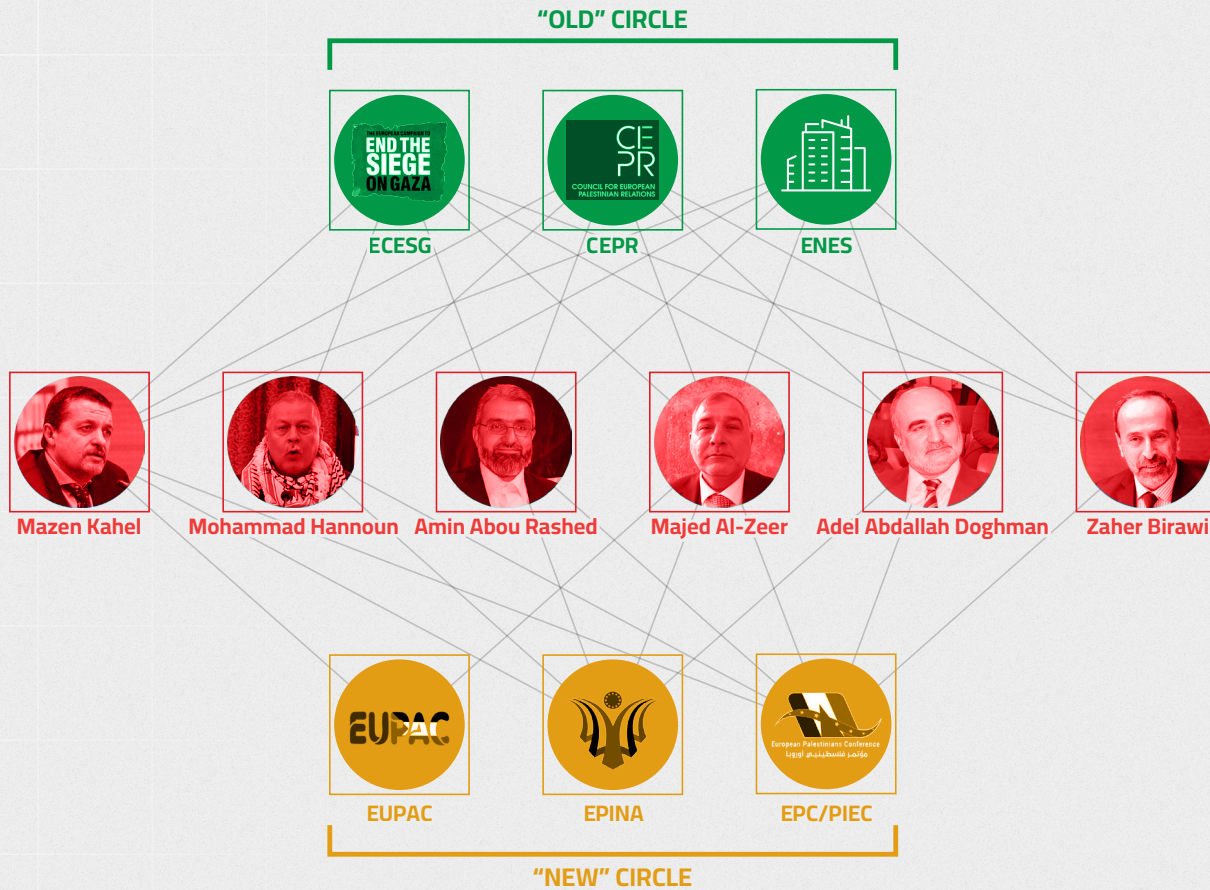 “OLD” CIRCLE
THE EUROPEAN CAMPAIGN TO
END THE
SIEGE
ON GAZA
CE
PR
COUNCIL FOR EUROPEAN
PALESTINIAN RELATIONS
ECESG
CEPR
ENES
Mazen Kahel
Mohammad Hannoun
Amin Abou Rashed
Majed Al-Zeer
Adel Abdallah Doghman
Zaher Birawi
EUPAC
European Palestinians Conference
مؤتمر فلسطينيي أوروبا
EUPAC
EPINA
EPC/PIEC
“NEW” CIRCLE